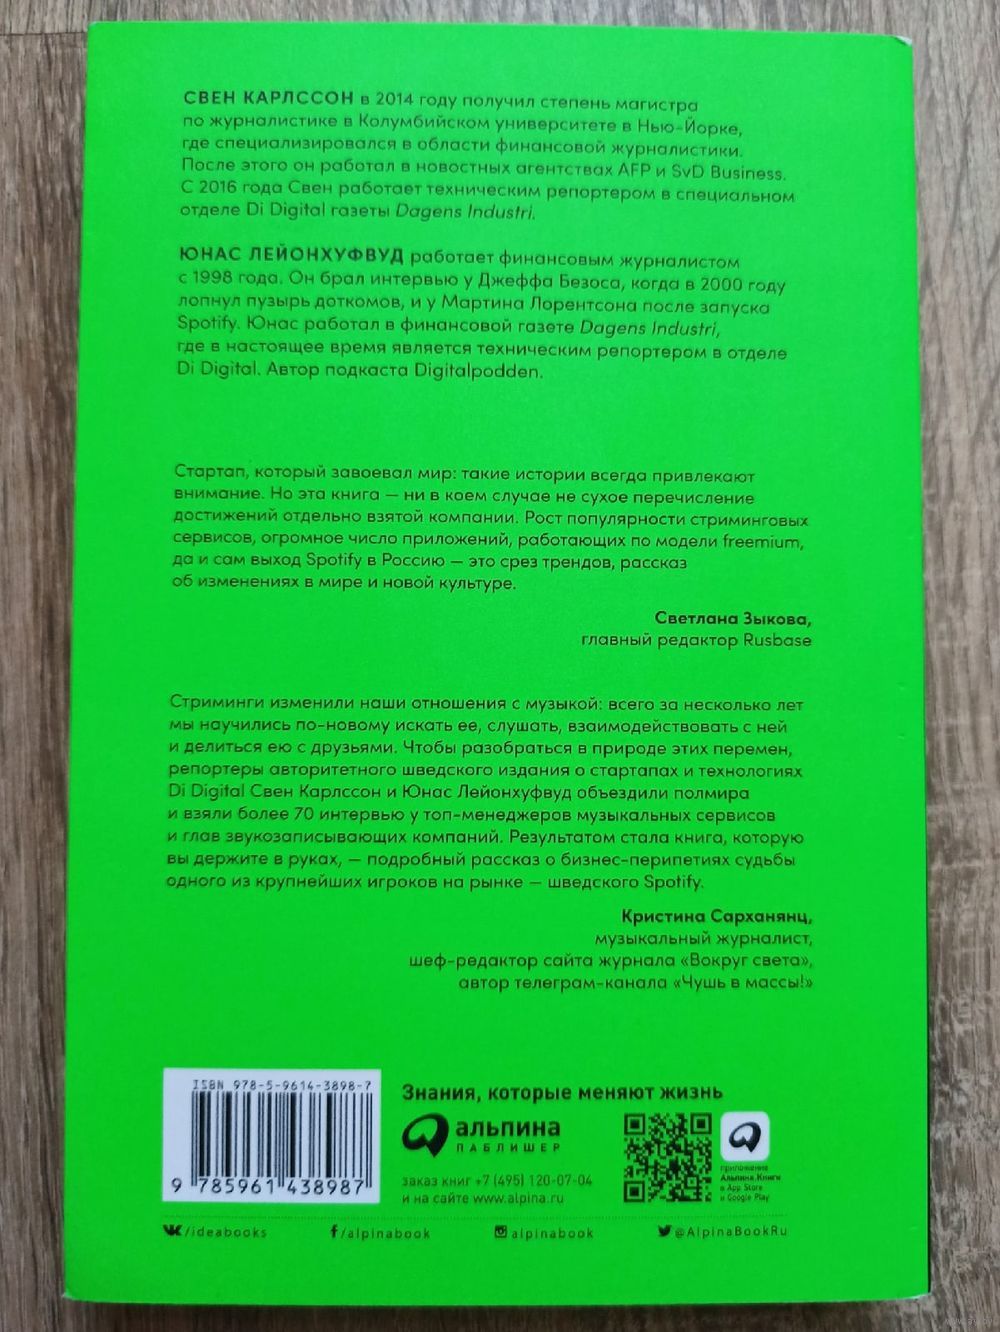 СВЕН КАРЛССОН в 2014 году получил степень магистра
по журналистике в Колумбийском университете в Нью-Йорке,
где специализировался в области финансовой журналистики.
После этого он работал в новостных агентствах AFP и SvD Business.
С 2016 года Свен работает техническим репортером в специальном
отделе Di Digital газеты Dagens Industri.
ЮНАС ЛЕЙОНХУФВУД работает финансовым журналистом
с 1998 года. Он брал интервью у Джеффа Безоса, когда в 2000 году
лопнул пузырь доткомов, и у Мартина Лорентсона после запуска
Spotify. Юнас работал в финансовой газете Dagens Industri,
где в настоящее время является техническим репортером в отделе
Di Digital. Автор подкаста Digitalpodden.
Стартап, который завоевал мир: такие истории всегда привлекают
внимание. Но эта книга — ни в коем случае не сухое перечисление
достижений отдельно взятой компании. Рост популярности стриминговых
сервисов, огромное число приложений, работающих по модели freemium,
да и сам выход Spotify в Россию — это срез трендов, рассказ
об изменениях в мире и новой культуре.
Светлана Зыкова,
главный редактор Rusbase
Стриминги изменили наши отношения с музыкой: всего за несколько лет
мы научились по-новому искать ее, слушать, взаимодействовать с ней
и делиться ею с друзьями. Чтобы разобраться в природе этих перемен,
репортеры авторитетного шведского издания о стартапах и технологиях
Di Digital Свен Карлссон и Юнас Лейонхуфвуд объездили полмира
и взяли более 70 интервью у топ-менеджеров музыкальных сервисов
и глав звукозаписывающих компаний. Результатом стала книга, которую
вы держите в руках, — подробный рассказ о бизнес-перипетиях судьбы
одного из крупнейших игроков на рынке — шведского Spotify.
Кристина Сарханянц,
музыкальный журналист,
шеф-редактор сайта журнала «Вокруг света»,
автор телеграм-канала «Чушь в массы!»
ISBN 978-5-9614-3898-7
9 785961 438987
Знания, которые меняют жизнь
альпина
ПАБЛИШЕР
заказ книг +7 (495) 120-07-04
и на сайте www.alpina.ru
приложение
Альпина.Книги
в App Store
и Google Play
/ideabooks
f/alpinabook
alpinabook
@AlpinaBookRu